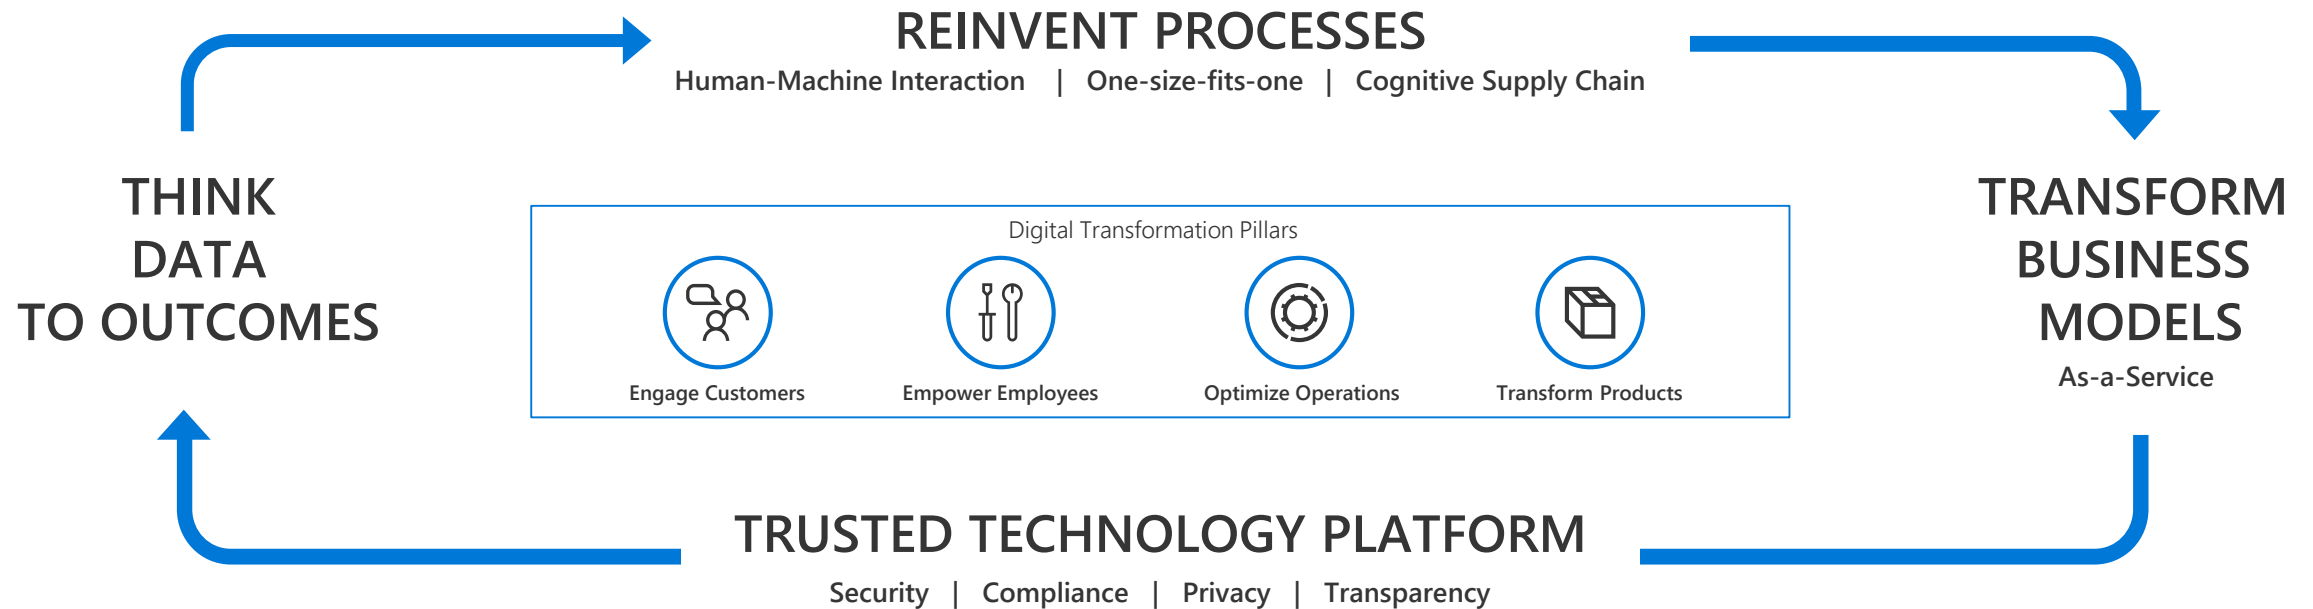 REINVENT PROCESSES
Human-Machine Interaction | One-size-fits-one | Cognitive Supply Chain
THINK
DATA
TO OUTCOMES
Digital Transformation Pillars
Engage Customers
Empower Employees
Optimize Operations
Transform Products
TRANSFORM
BUSINESS
MODELS
As-a-Service
TRUSTED TECHNOLOGY PLATFORM
Security | Compliance | Privacy | Transparency